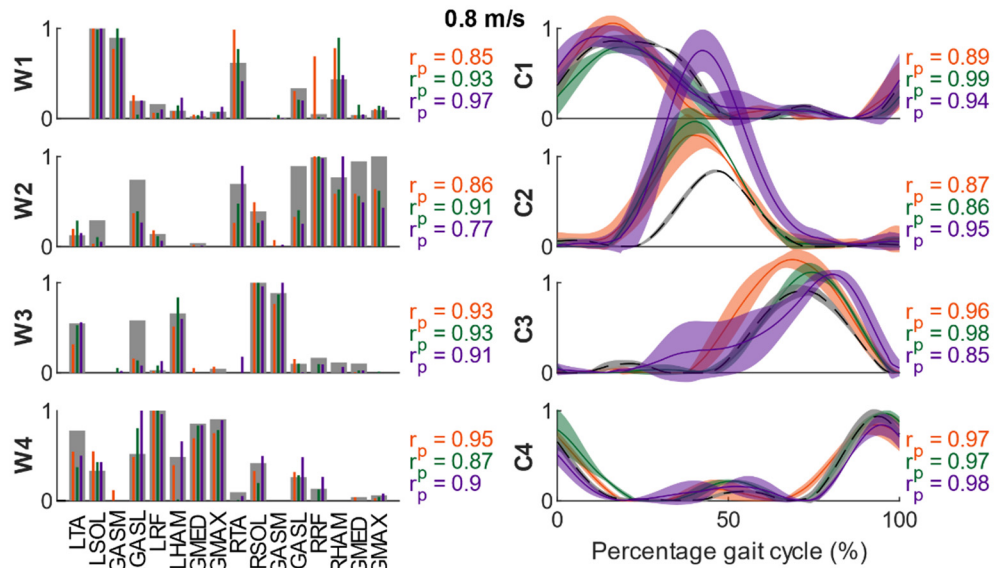 0.8 m/s
W1
1
0
r_p = 0.85
r_p = 0.93
r_p = 0.97
C1
1
0
r_p = 0.89
r_p = 0.99
r_p = 0.94
W2
1
0
r_p = 0.86
r_p = 0.91
r_p = 0.77
C2
1
0
r_p = 0.87
r_p = 0.86
r_p = 0.95
W3
1
0
r_p = 0.93
r_p = 0.93
r_p = 0.91
C3
1
0
r_p = 0.96
r_p = 0.98
r_p = 0.85
W4
1
0
r_p = 0.95
r_p = 0.87
r_p = 0.9
C4
1
0
r_p = 0.97
r_p = 0.97
r_p = 0.98
LTA
LSOL
GASM
GASL
LRF
LHAM
GMED
GMAX
RTA
RSOL
GASM
GASL
RRF
RHAM
GMED
GMAX
0
50
100
Percentage gait cycle (%)